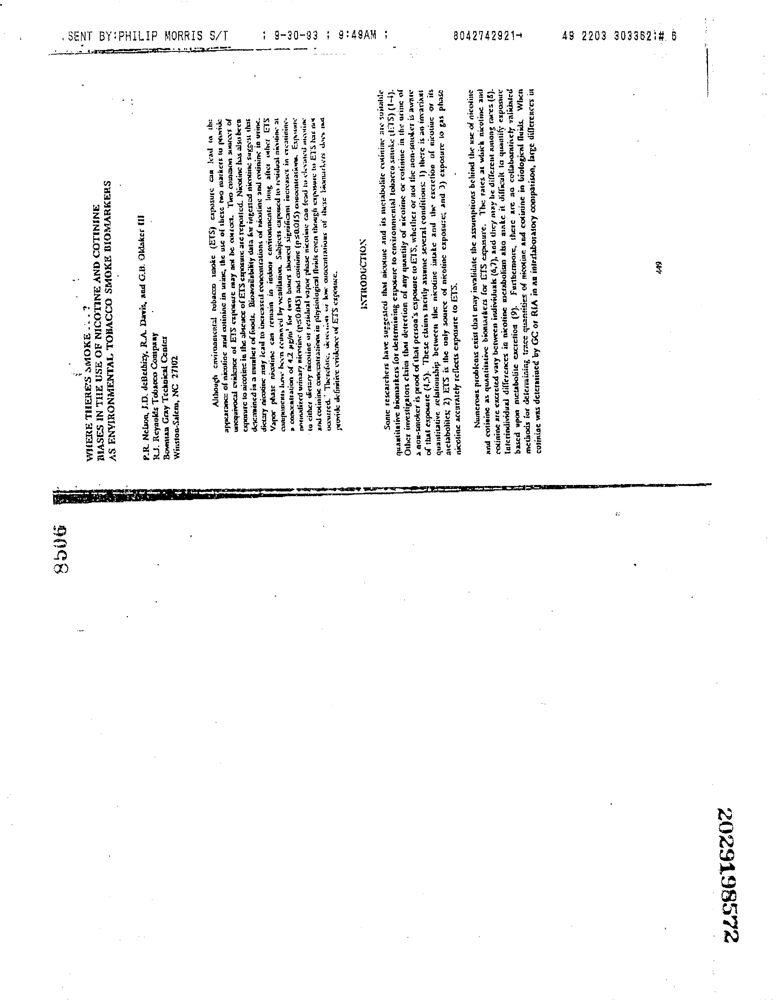 SENT BY:PHILIP MORRIS S/T ; 9-30-93 ; 9:49AM ; 8042742921→ 49 2203 303362;# 6
WHERE THERE'S SMOKE . . . ?
BIASES IN THE USE OF NICOTINE AND COTININE
AS ENVIRONMENTAL TOBACCO SMOKE BIOMARKERS
P.R. Nelson, J.D. deBethizy, R.A. Davis, and G.B. Oldaker III
R.J. Reynolds Tobacco Company
Bowman Gray Technical Center
Winston-Salem, NC 27102
Although environmental tobacco smoke (ETS) exposure can lead to the
appearance of nicotine and cotinine in urine, the use of these two markers to provide
unequivocal evidence of ETS exposure may not be correct. Two common sources of
exposure to nicotine in the absence of ETS exposure are reported. Nicotine has also been
determined in a number of foods. Bioavailability data for ingested nicotine suggest that
dietary nicotine may lead to increased concentrations of nicotine and cotinine in urine.
Vapor phase nicotine can remain in indoor environments long after other ETS
components have been removed by ventilation. Subjects exposed to residual nicotine at
a concentration of 4.2 µg/m³ for two hours showed significant increases in creatinine-
normalized urinary nicotine (p≤0.045) and cotinine (p≤0.015) concentrations. Exposure
to either dietary nicotine or residual vapor phase nicotine can lead to elevated nicotine
and cotinine concentrations in physiological fluids even though exposure to ETS has not
occurred. Therefore, detection of low concentrations of these biomarkers does not
provide definitive evidence of ETS exposure.
INTRODUCTION
Some researchers have suggested that nicotine and its metabolite cotinine are suitable
quantitative biomarkers for determining exposure to environmental tobacco smoke (ETS) (1-4).
Other investigators claim that detection of any quantity of nicotine or cotinine in the urine of
a non-smoker is proof of that person's exposure to ETS, whether or not the non-smoker is aware
of that exposure (4,5). These claims tacitly assume several conditions: 1) there is an invariant
quantitative relationship between the nicotine intake and the excretion of nicotine or its
metabolites; 2) ETS is the only source of nicotine exposure; and 3) exposure to gas phase
nicotine accurately reflects exposure to ETS.
Numerous problems exist that may invalidate the assumptions behind the use of nicotine
and cotinine as quantitative biomarkers for ETS exposure. The rates at which nicotine and
cotinine are excreted vary between individuals (6,7), and they may be different among races (8).
Interindividual differences in nicotine metabolism also make it difficult to quantify exposure
based upon metabolite excretion (9). Furthermore, there are no collaboratively validated
methods for determining trace quantities of nicotine and cotinine in biological fluids. When
cotinine was determined by GC or RIA in an interlaboratory comparison, large differences in
449
8506
2029198572